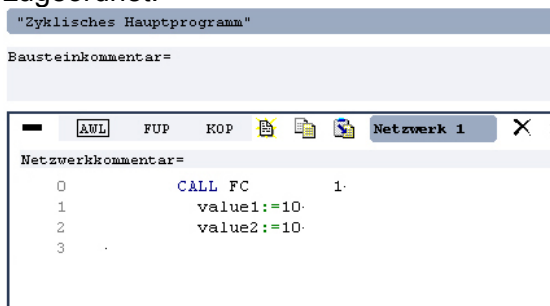 zugeordnet.
"Zyklisches Hauptprogramm"
Bausteinkommentar=
AWL FUP KOP Netzwerk 1
Netzwerkkommentar=
0 CALL FC 1
1 value1:=10
2 value2:=10
3